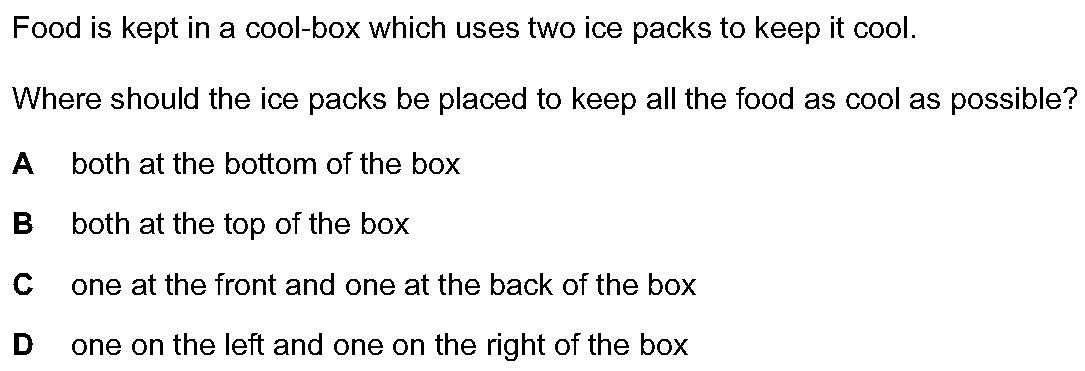 Food is kept in a cool-box which uses two ice packs to keep it cool.
Where should the ice packs be placed to keep all the food as cool as possible?
A both at the bottom of the box
B both at the top of the box
C one at the front and one at the back of the box
D one on the left and one on the right of the box